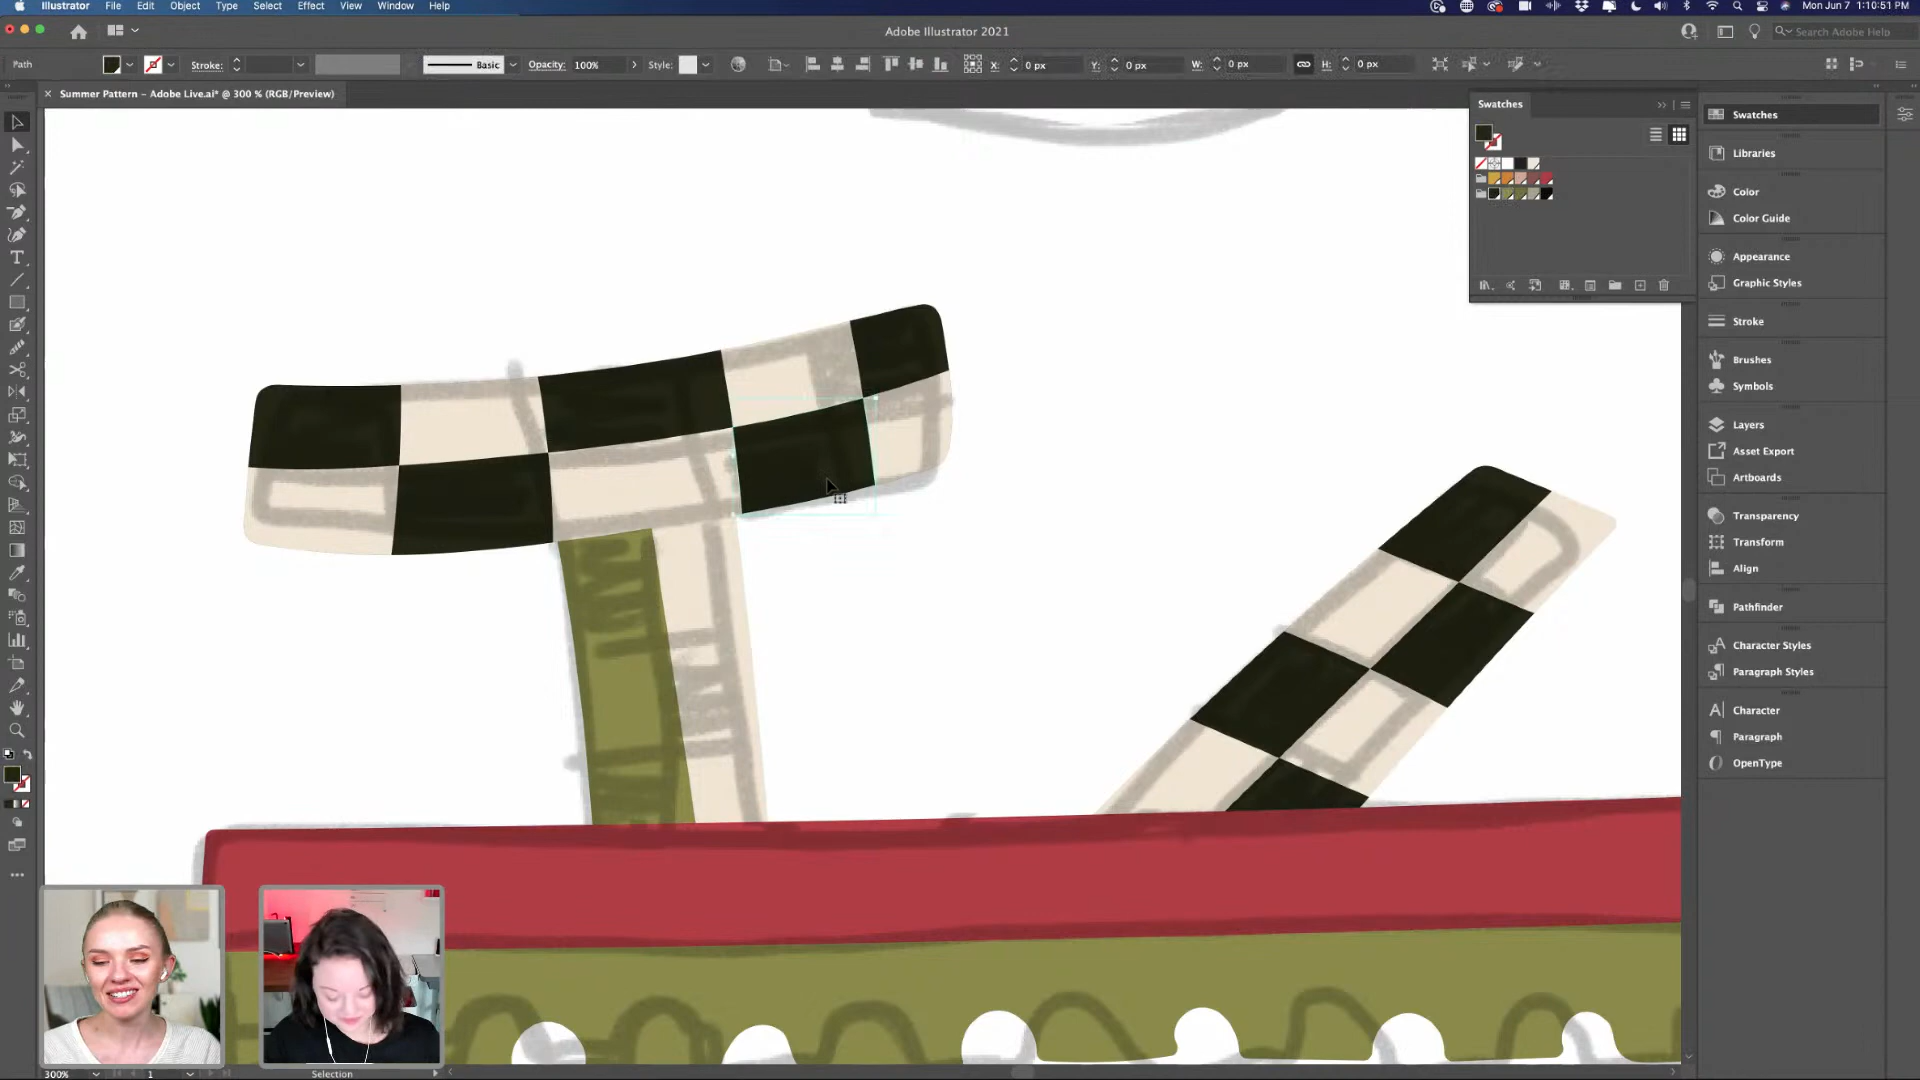 Illustrator File Edit Object Type Select Effect View Window Help Mon Jun 7 1:10:51 PM
Adobe Illustrator 2021 Search Adobe Help
Path Stroke: Basic Opacity: 100% Style: X: 0 px Y: 0 px W: 0 px H: 0 px
× Summer Pattern – Adobe Live.ai* @ 300 % (RGB/Preview)
Swatches
Swatches
Libraries
Color
Color Guide
Appearance
Graphic Styles
Stroke
Brushes
Symbols
Layers
Asset Export
Artboards
Transparency
Transform
Align
Pathfinder
Character Styles
Paragraph Styles
Character
Paragraph
OpenType
300% 1 Selection